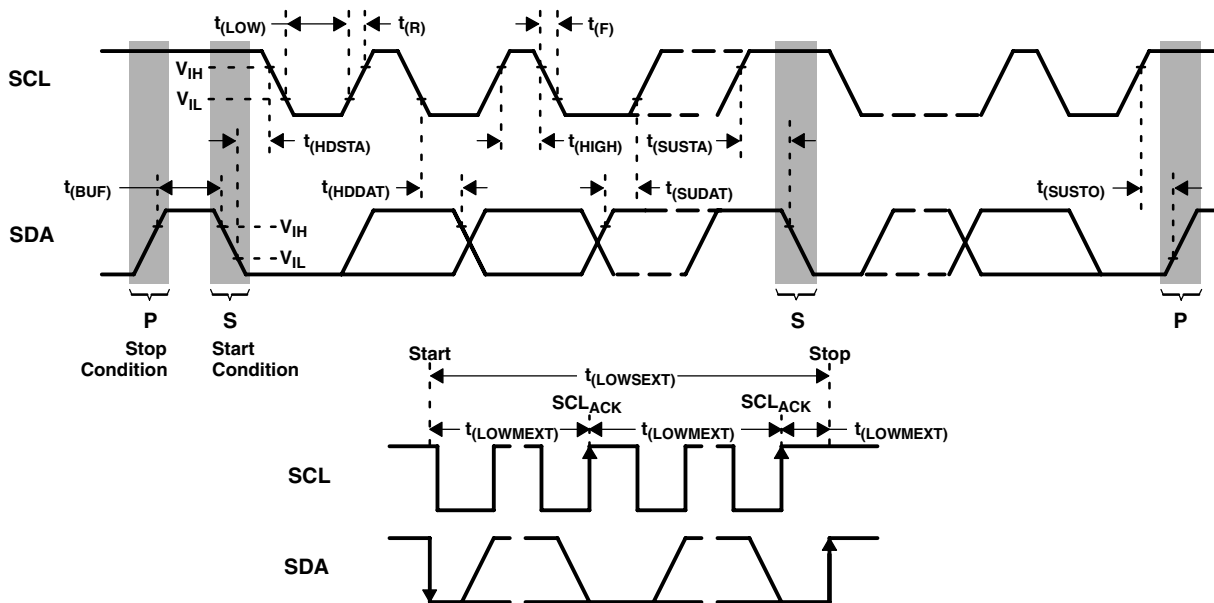 t(LOW)
t(R)
t(F)
SCL
VIH
VIL
t(HDSTA)
t(HIGH)
t(SUSTA)
t(BUF)
t(HDDAT)
t(SUDAT)
t(SUSTO)
SDA
VIH
VIL
P
S
S
P
Stop
Condition
Start
Condition
Start
Stop
t(LOWSEXT)
SCLACK
SCLACK
t(LOWMEXT)
t(LOWMEXT)
t(LOWMEXT)
SCL
SDA